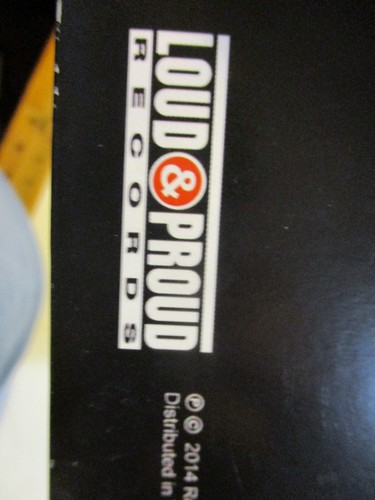 LOUD & PROUD
RECORDS
℗ © 2014
Distributed in